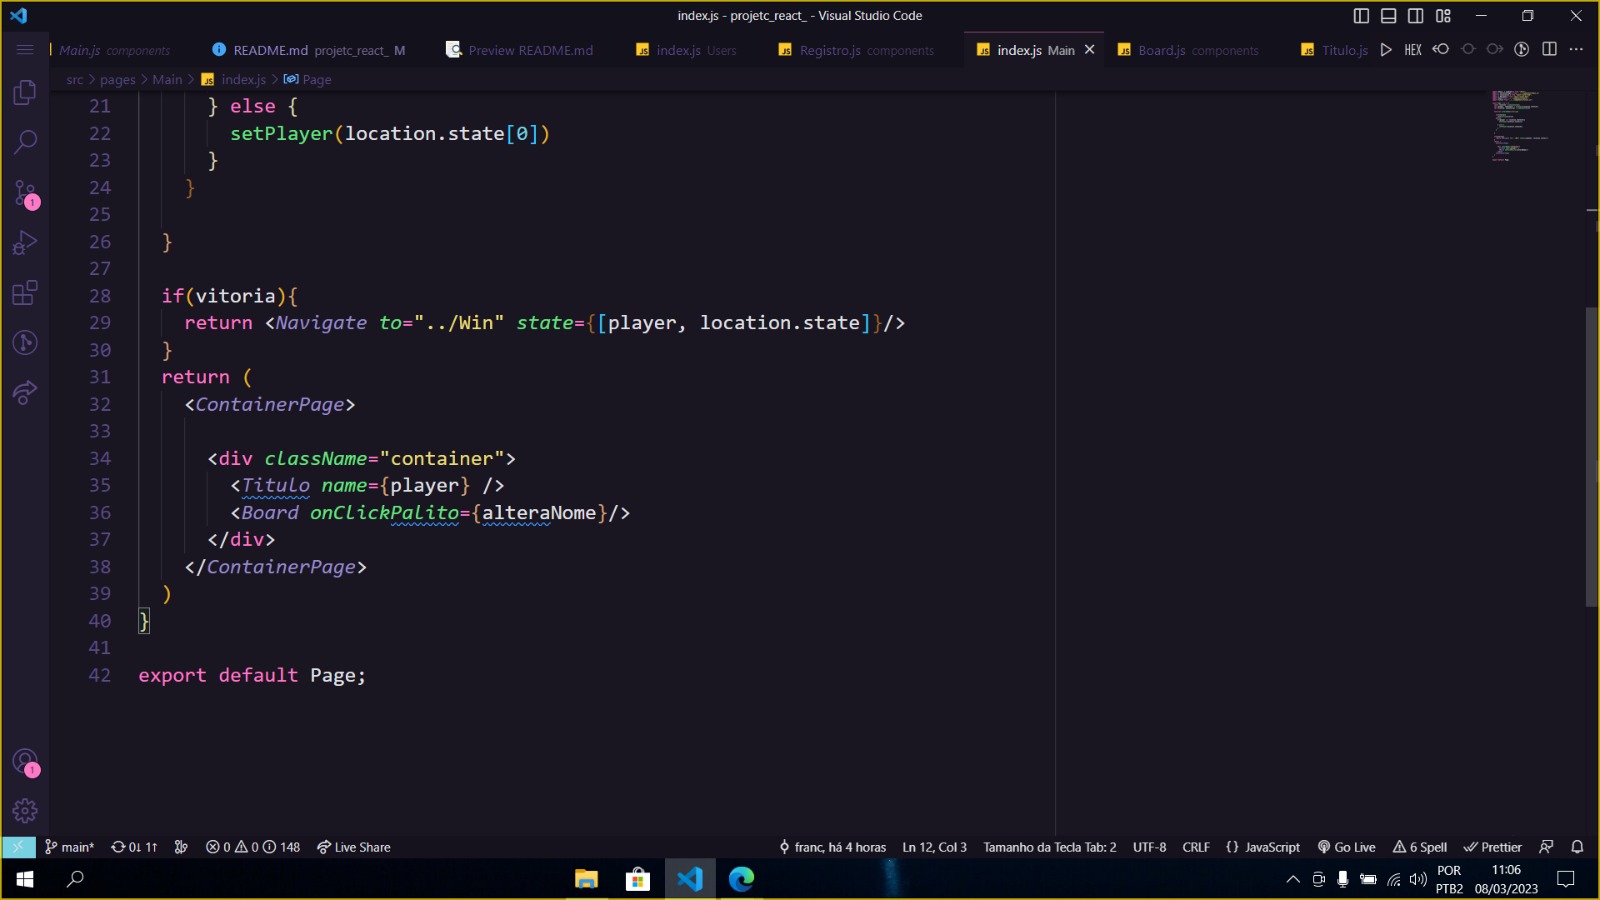 index.js - projetc_react_ - Visual Studio Code
Main.js components
README.md projetc_react_ M
Preview README.md
index.js Users
Registro.js components
index.js Main
Board.js components
Titulo.js
HEX
src > pages > Main > JS index.js > Page
21 } else {
22 setPlayer(location.state[0])
23 }
24 }
25
26 }
27
28 if(vitoria){
29 return <Navigate to="../Win" state={[player, location.state]}/>
30 }
31 return (
32 <ContainerPage>
33
34 <div className="container">
35 <Titulo name={player} />
36 <Board onClickPalito={alteraNome}/>
37 </div>
38 </ContainerPage>
39 )
40 }
41
42 export default Page;
1
1
main* 0↓ 1↑ 0 0 148 Live Share
franc, há 4 horas Ln 12, Col 3 Tamanho da Tecla Tab: 2 UTF-8 CRLF {} JavaScript Go Live 6 Spell Prettier
POR
PTB2
11:06
08/03/2023